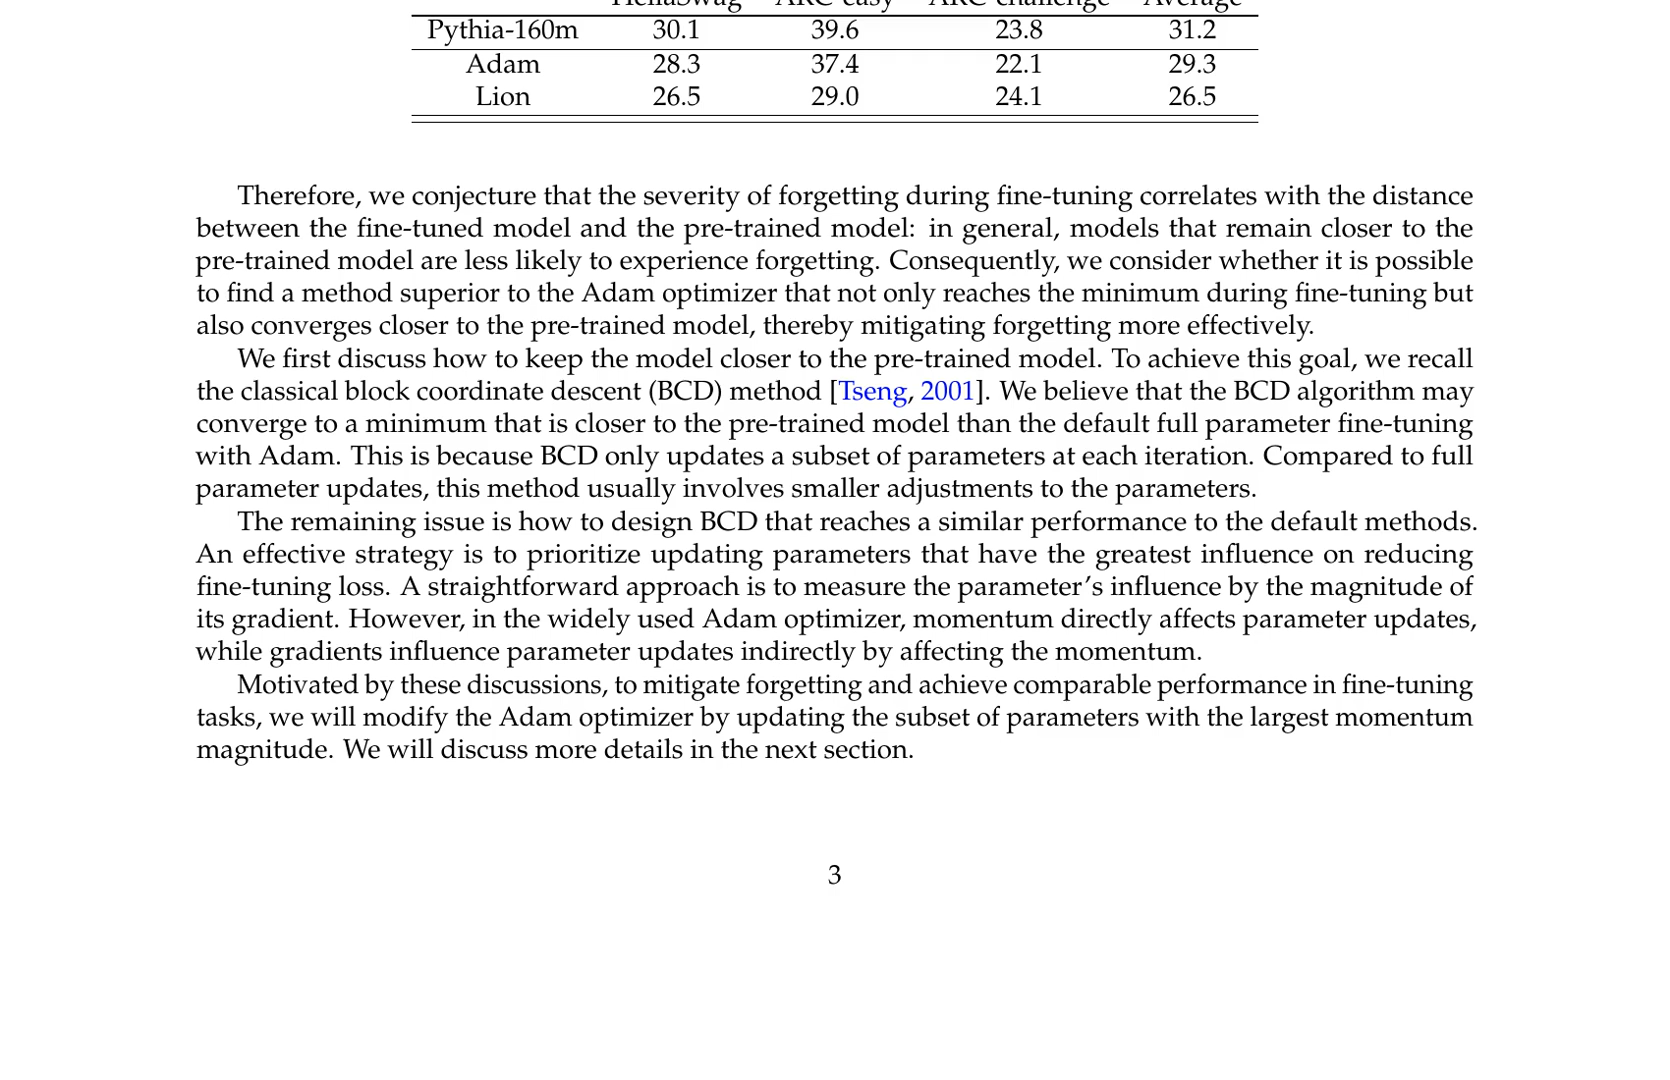 HellaSwag ARC-easy ARC-challenge Average
Pythia-160m 30.1 39.6 23.8 31.2
Adam 28.3 37.4 22.1 29.3
Lion 26.5 29.0 24.1 26.5
Therefore, we conjecture that the severity of forgetting during fine-tuning correlates with the distance
between the fine-tuned model and the pre-trained model: in general, models that remain closer to the
pre-trained model are less likely to experience forgetting. Consequently, we consider whether it is possible
to find a method superior to the Adam optimizer that not only reaches the minimum during fine-tuning but
also converges closer to the pre-trained model, thereby mitigating forgetting more effectively.
We first discuss how to keep the model closer to the pre-trained model. To achieve this goal, we recall
the classical block coordinate descent (BCD) method [Tseng, 2001]. We believe that the BCD algorithm may
converge to a minimum that is closer to the pre-trained model than the default full parameter fine-tuning
with Adam. This is because BCD only updates a subset of parameters at each iteration. Compared to full
parameter updates, this method usually involves smaller adjustments to the parameters.
The remaining issue is how to design BCD that reaches a similar performance to the default methods.
An effective strategy is to prioritize updating parameters that have the greatest influence on reducing
fine-tuning loss. A straightforward approach is to measure the parameter's influence by the magnitude of
its gradient. However, in the widely used Adam optimizer, momentum directly affects parameter updates,
while gradients influence parameter updates indirectly by affecting the momentum.
Motivated by these discussions, to mitigate forgetting and achieve comparable performance in fine-tuning
tasks, we will modify the Adam optimizer by updating the subset of parameters with the largest momentum
magnitude. We will discuss more details in the next section.
3